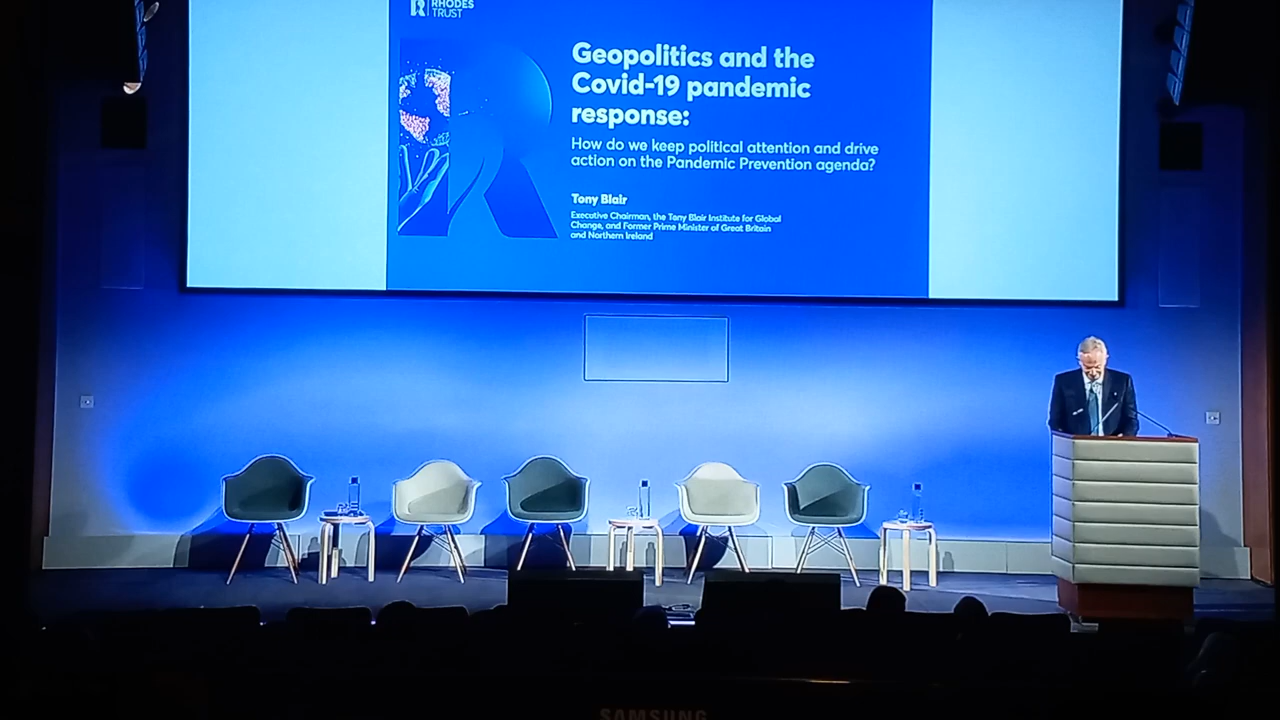 RHODES
TRUST
Geopolitics and the
Covid-19 pandemic
response:
How do we keep political attention and drive
action on the Pandemic Prevention agenda?
Tony Blair
Executive Chairman, the Tony Blair Institute for Global
Change, and Former Prime Minister of Great Britain
and Northern Ireland
SAMSUNG